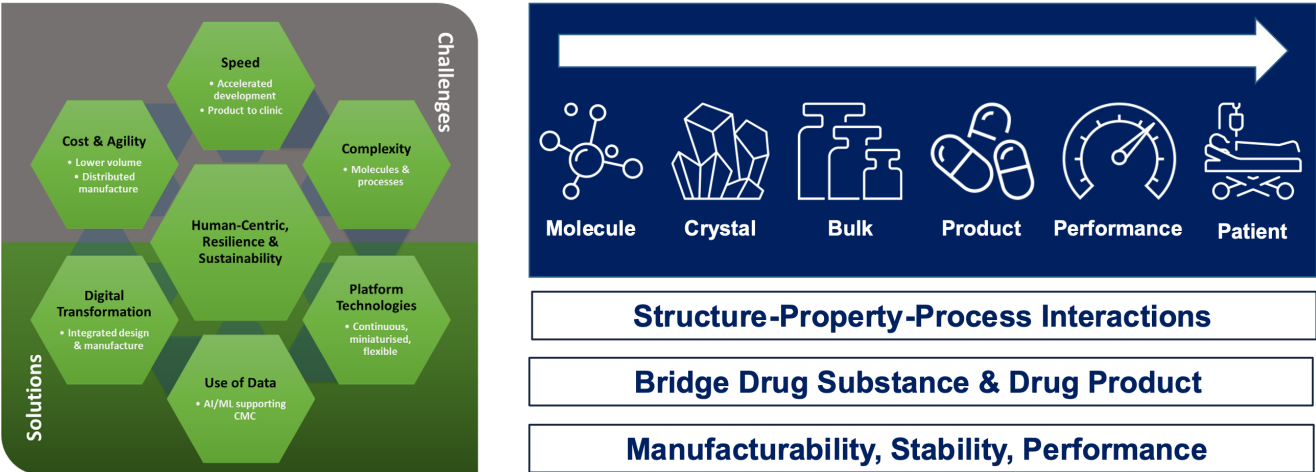 Challenges
Speed
• Accelerated
development
• Product to clinic
Cost & Agility
• Lower volume
• Distributed
manufacture
Complexity
• Molecules &
processes
Human-Centric,
Resilience &
Sustainability
Digital
Transformation
• Integrated design
& manufacture
Platform
Technologies
• Continuous,
miniaturised,
flexible
Use of Data
• AI/ML supporting
CMC
Solutions
Molecule
Crystal
Bulk
Product
Performance
Patient
Structure-Property-Process Interactions
Bridge Drug Substance & Drug Product
Manufacturability, Stability, Performance